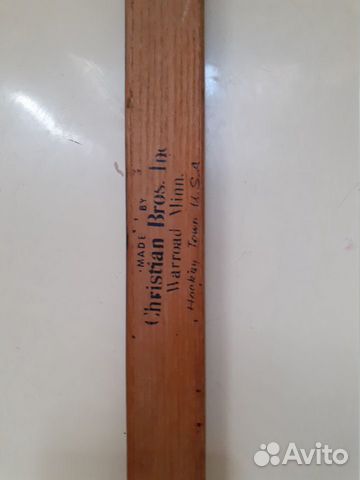 MADE BY
Christian Bros. Inc
Warroad Minn.
Hockey Town U.S.A
Avito